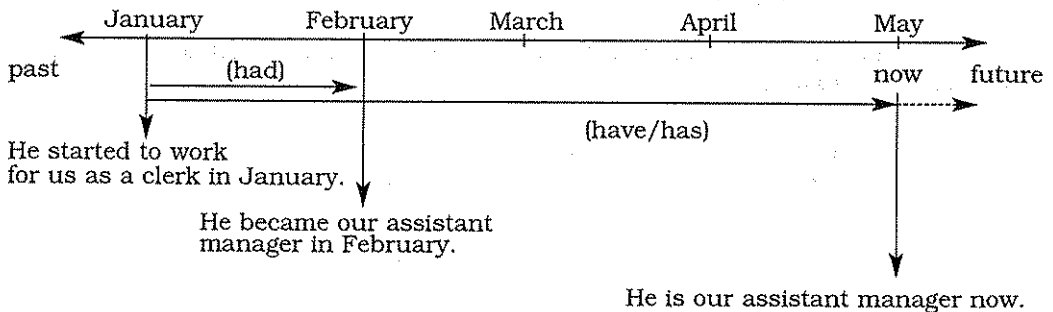 January February March April May
past (had) now future
(have/has)
He started to work
for us as a clerk in January.
He became our assistant
manager in February.
He is our assistant manager now.